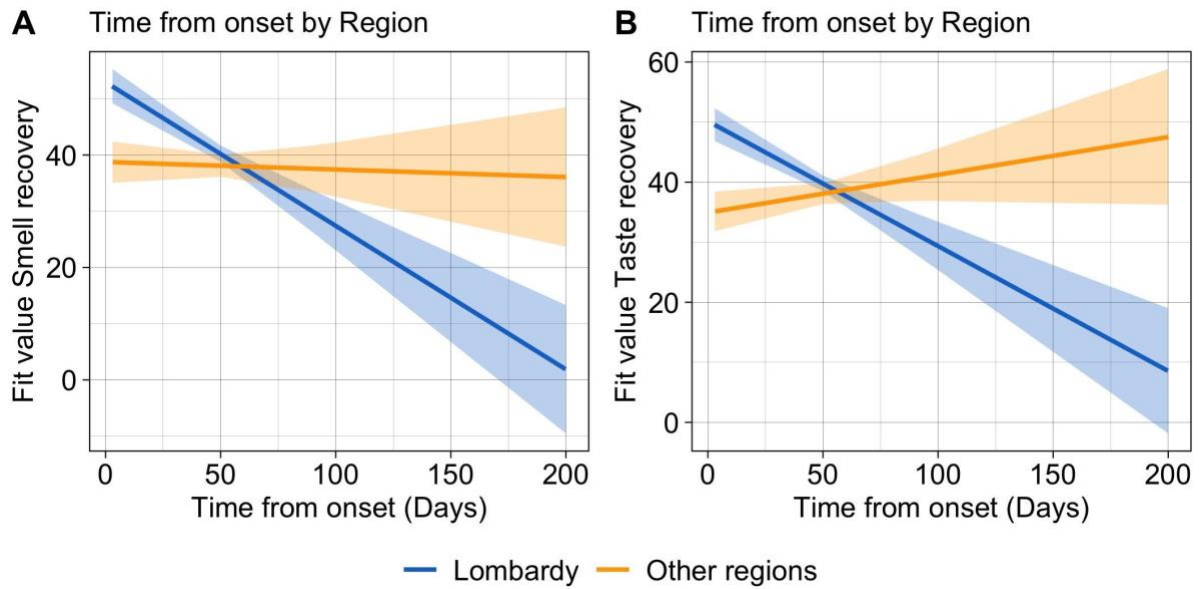 A Time from onset by Region
Fit value Smell recovery
40
20
0
0 50 100 150 200
Time from onset (Days)
B Time from onset by Region
Fit value Taste recovery
60
40
20
0
0 50 100 150 200
Time from onset (Days)
Lombardy Other regions